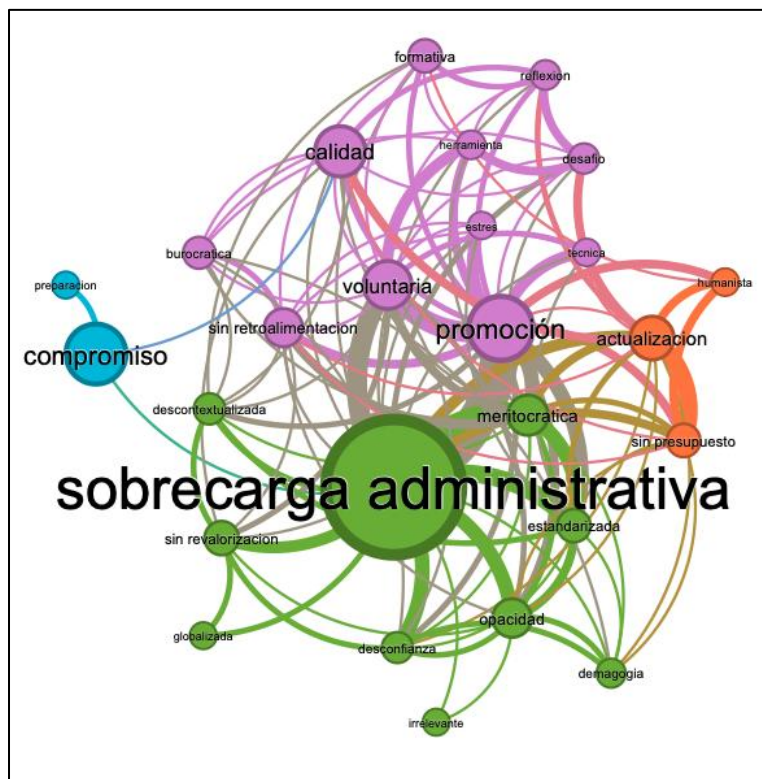 formativa
reflexion
calidad
herramienta
desafio
estres
burocratica
tecnica
preparacion
voluntaria
humanista
sin retroalimentacion
promoción
actualizacion
compromiso
descontextualizada
meritocratica
sin presupuesto
sobrecarga administrativa
estandarizada
sin revalorizacion
opacidad
globalizada
desconfianza
demagogia
irrelevante